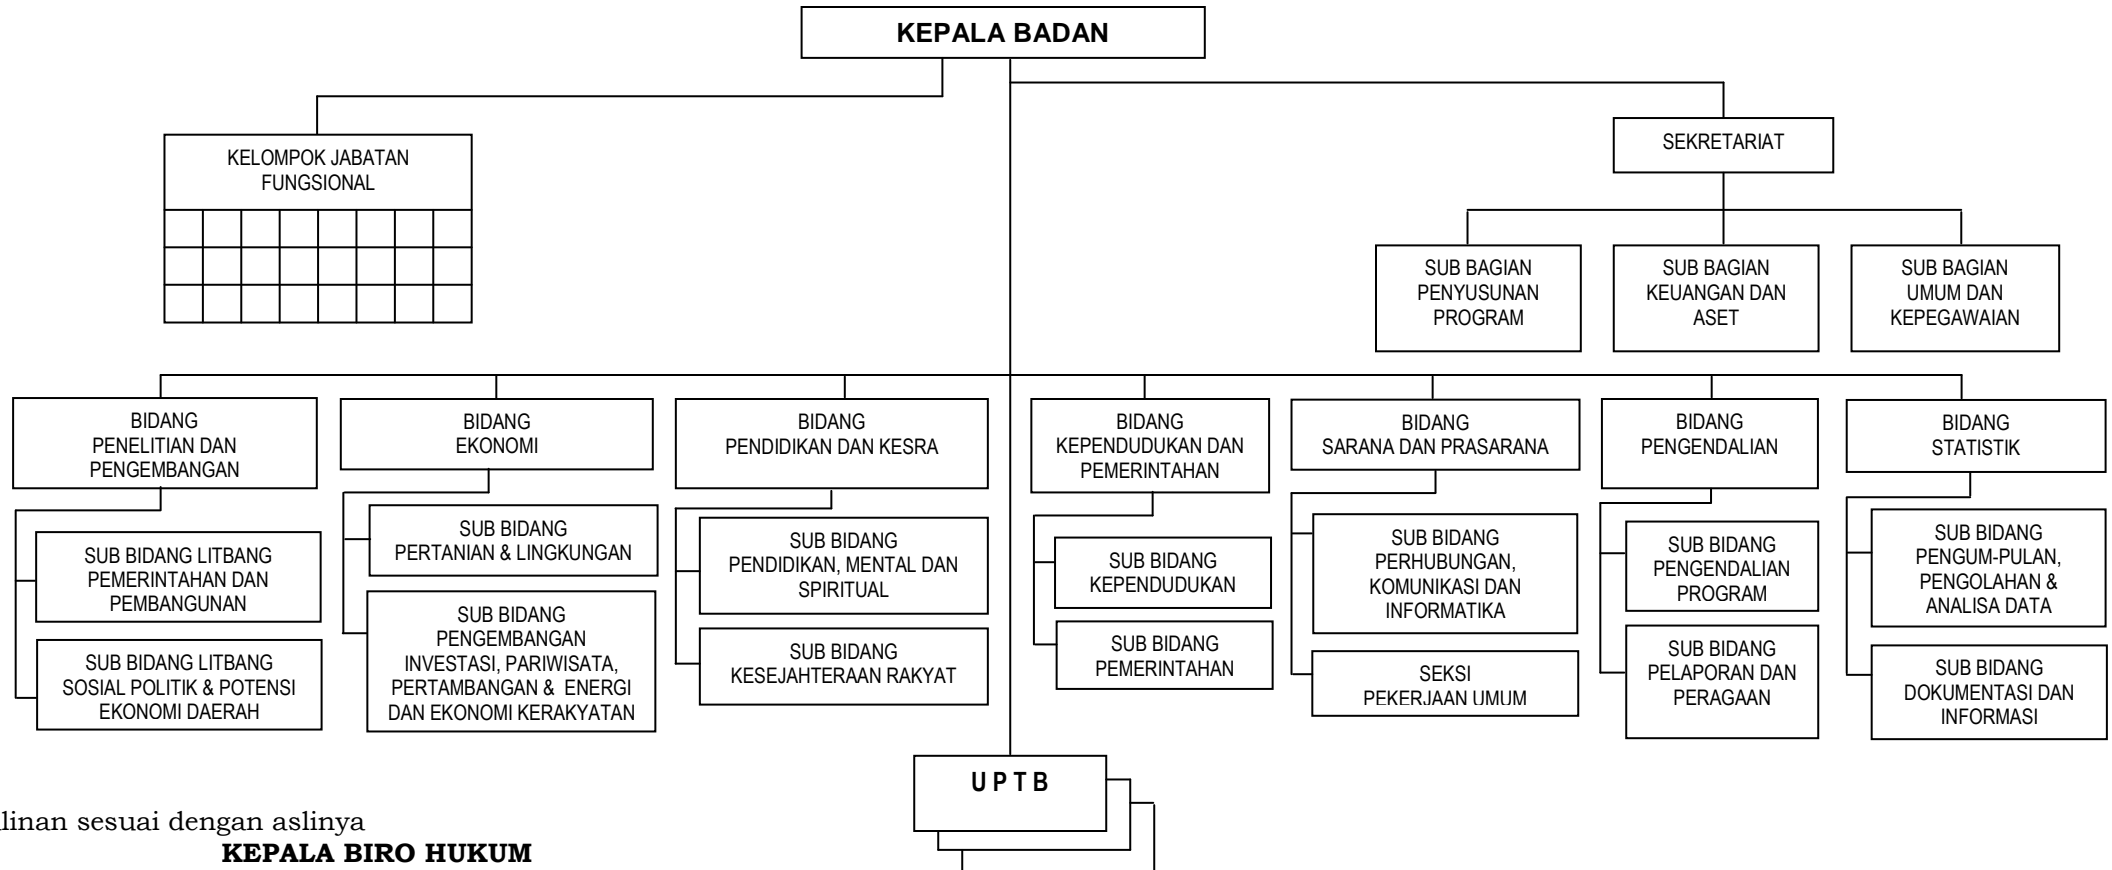 KEPALA BADAN
KELOMPOK JABATAN
FUNGSIONAL
SEKRETARIAT
SUB BAGIAN
PENYUSUNAN
PROGRAM
SUB BAGIAN
KEUANGAN DAN
ASET
SUB BAGIAN
UMUM DAN
KEPEGAWAIAN
BIDANG
PENELITIAN DAN
PENGEMBANGAN
BIDANG
EKONOMI
BIDANG
PENDIDIKAN DAN KESRA
BIDANG
KEPENDUDUKAN DAN
PEMERINTAHAN
BIDANG
SARANA DAN PRASARANA
BIDANG
PENGENDALIAN
BIDANG
STATISTIK
SUB BIDANG LITBANG
PEMERINTAHAN DAN
PEMBANGUNAN
SUB BIDANG LITBANG
SOSIAL POLITIK & POTENSI
EKONOMI DAERAH
SUB BIDANG
PERTANIAN & LINGKUNGAN
SUB BIDANG
PENGEMBANGAN
INVESTASI, PARIWISATA,
PERTAMBANGAN & ENERGI
DAN EKONOMI KERAKYATAN
SUB BIDANG
PENDIDIKAN, MENTAL DAN
SPIRITUAL
SUB BIDANG
KESEJAHTERAAN RAKYAT
SUB BIDANG
KEPENDUDUKAN
SUB BIDANG
PEMERINTAHAN
SUB BIDANG
PERHUBUNGAN,
KOMUNIKASI DAN
INFORMATIKA
SEKSI
PEKERJAAN UMUM
SUB BIDANG
PENGENDALIAN
PROGRAM
SUB BIDANG
PELAPORAN DAN
PERAGAAN
SUB BIDANG
PENGUM-PULAN,
PENGOLAHAN &
ANALISA DATA
SUB BIDANG
DOKUMENTASI DAN
INFORMASI
U P T B
linan sesuai dengan aslinya
KEPALA BIRO HUKUM